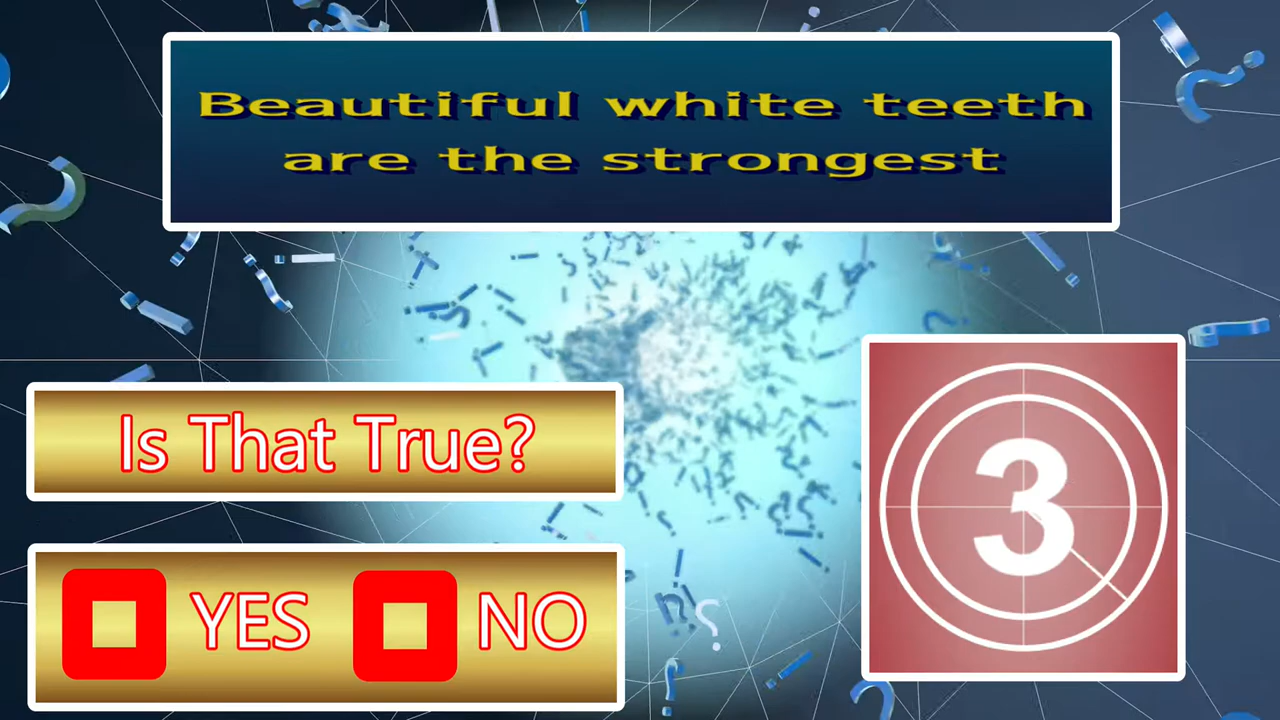 Beautiful white teeth
are the strongest
Is That True?
3
YES NO